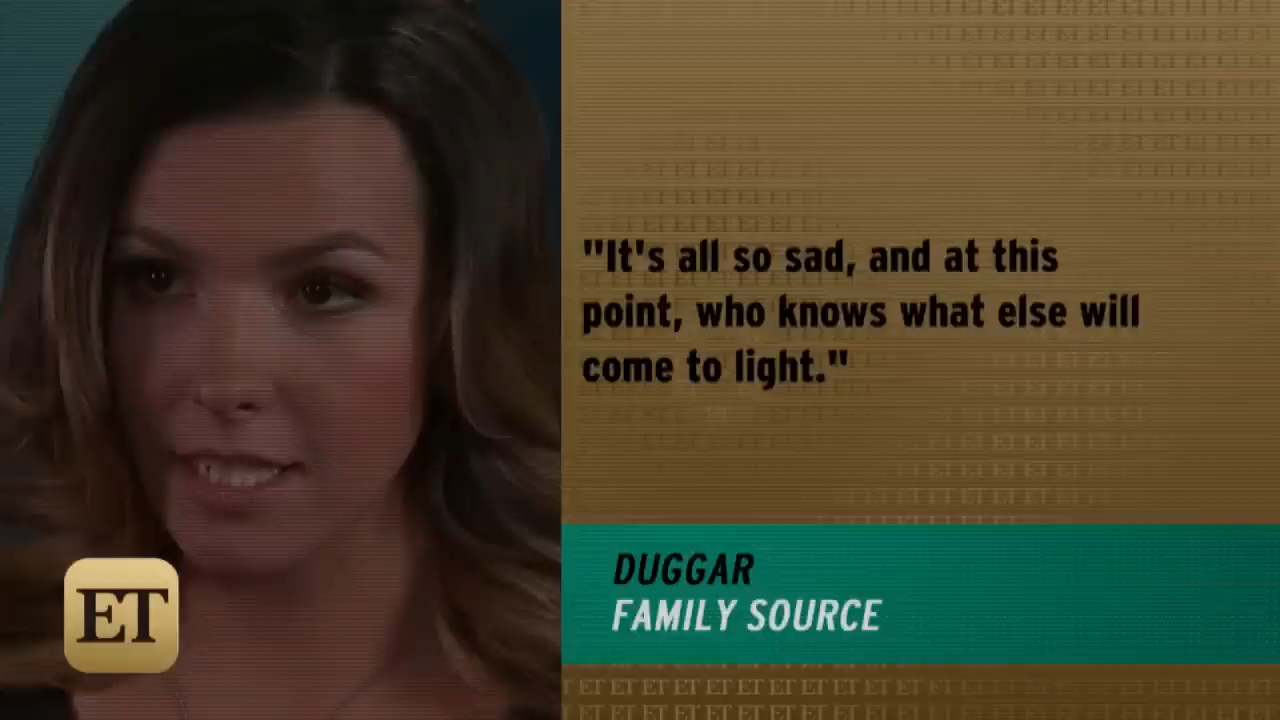 "It's all so sad, and at this
point, who knows what else will
come to light."
DUGGAR
FAMILY SOURCE
ET